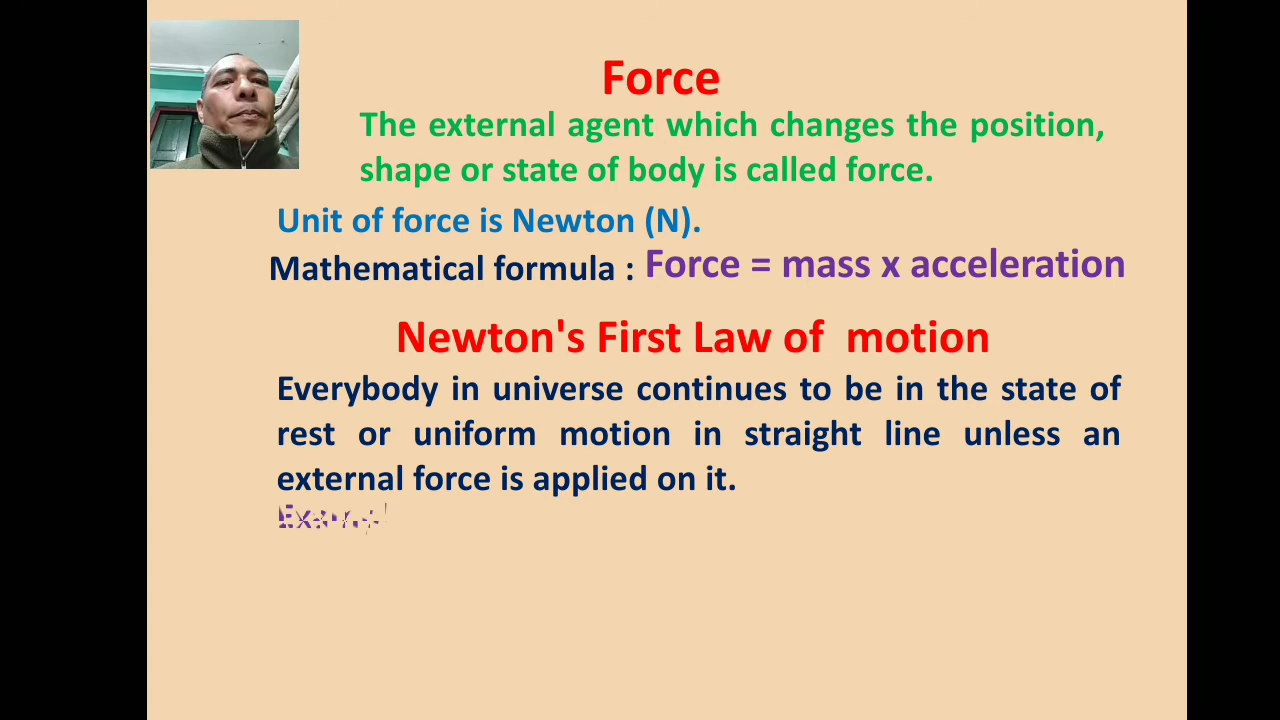 Force
The external agent which changes the position,
shape or state of body is called force.
Unit of force is Newton (N).
Mathematical formula : Force = mass x acceleration
Newton's First Law of motion
Everybody in universe continues to be in the state of
rest or uniform motion in straight line unless an
external force is applied on it.